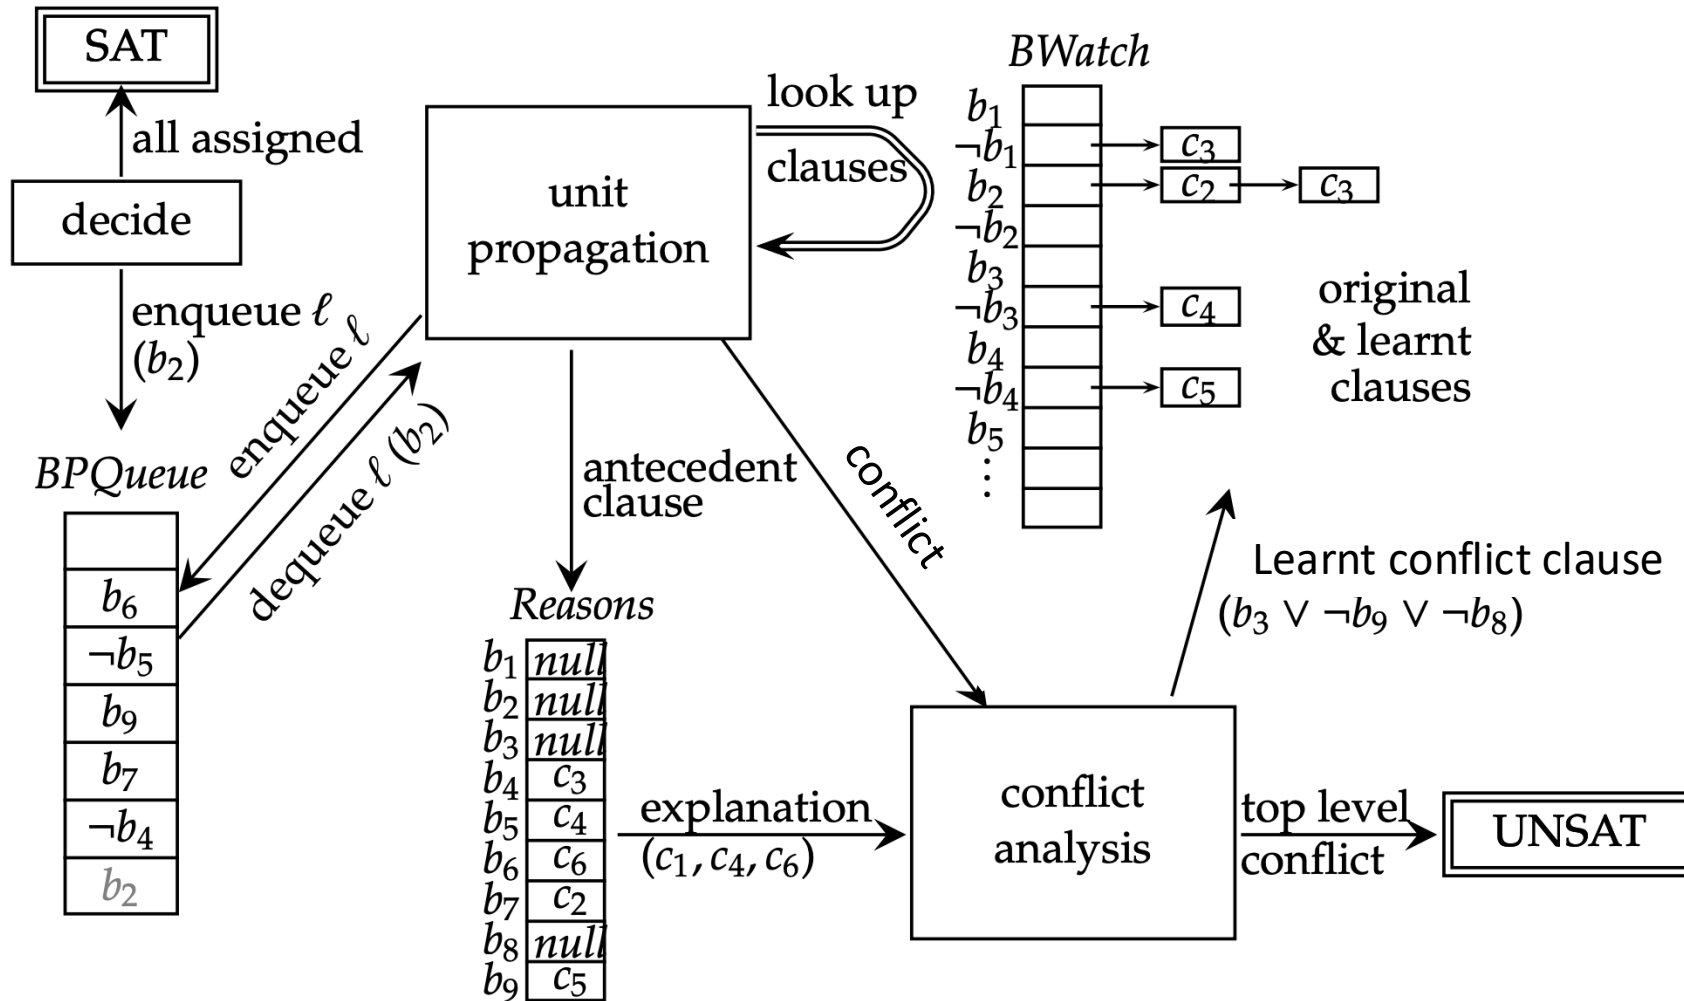 SAT
all assigned
decide
enqueue ℓ
(b₂)
unit
propagation
look up
clauses
BWatch
b₁
¬b₁
b₂
¬b₂
b₃
¬b₃
b₄
¬b₄
b₅
⋮
c₃
c₂
c₃
c₄
c₅
original
& learnt
clauses
enqueue ℓ
dequeue ℓ (b₂)
BPQueue
b₆
¬b₅
b₉
b₇
¬b₄
b₂
antecedent
clause
conflict
Reasons
b₁ null
b₂ null
b₃ null
b₄ c₃
b₅ c₄
b₆ c₆
b₇ c₂
b₈ null
b₉ c₅
explanation
(c₁, c₄, c₆)
conflict
analysis
Learnt conflict clause
(b₃ ∨ ¬b₉ ∨ ¬b₈)
top level
conflict
UNSAT